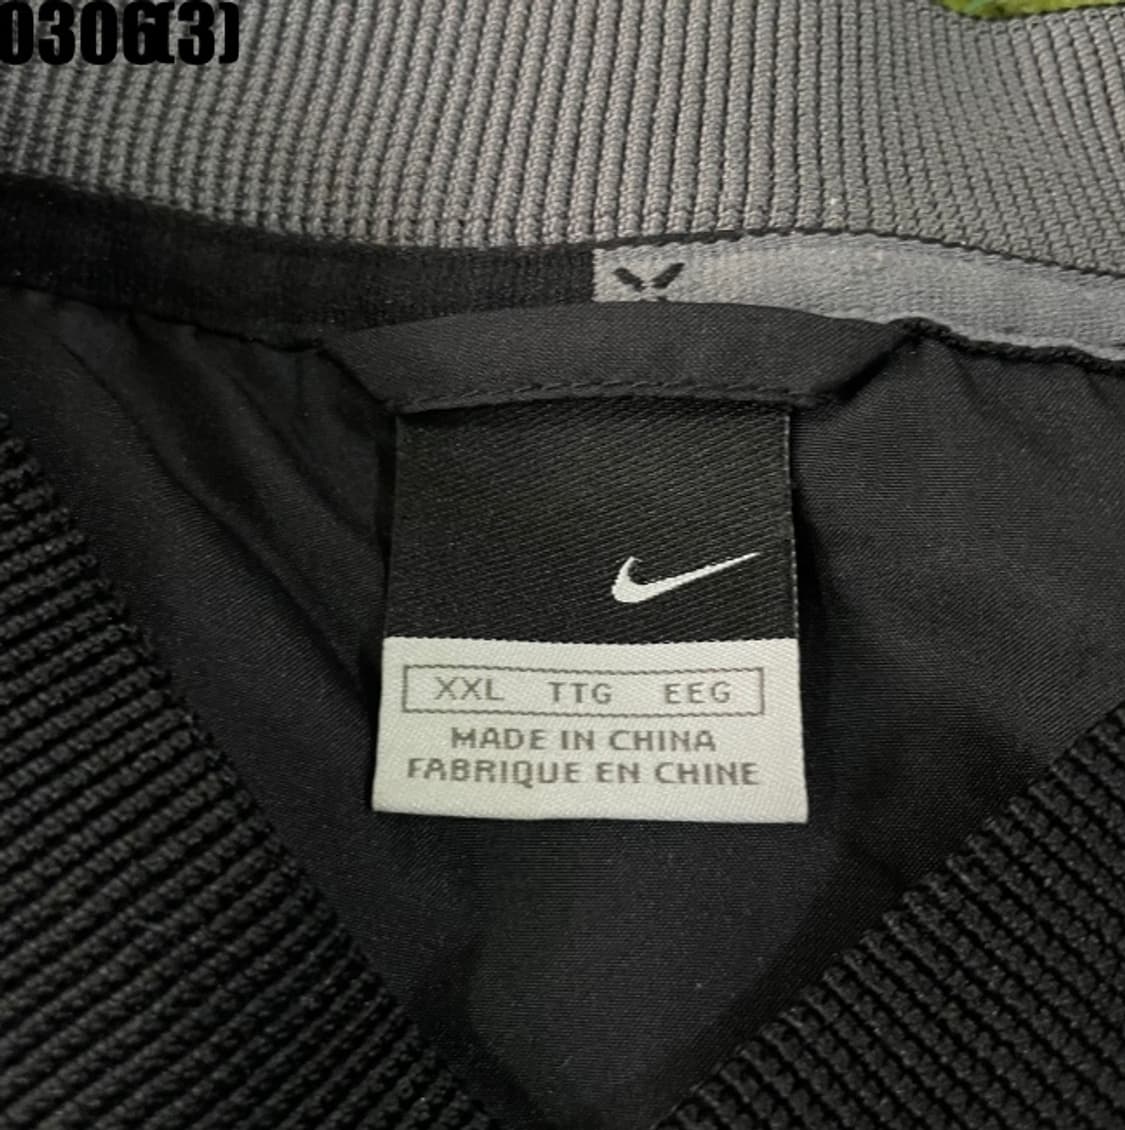 0306(3)
XXL TTG EEG
MADE IN CHINA
FABRIQUE EN CHINE